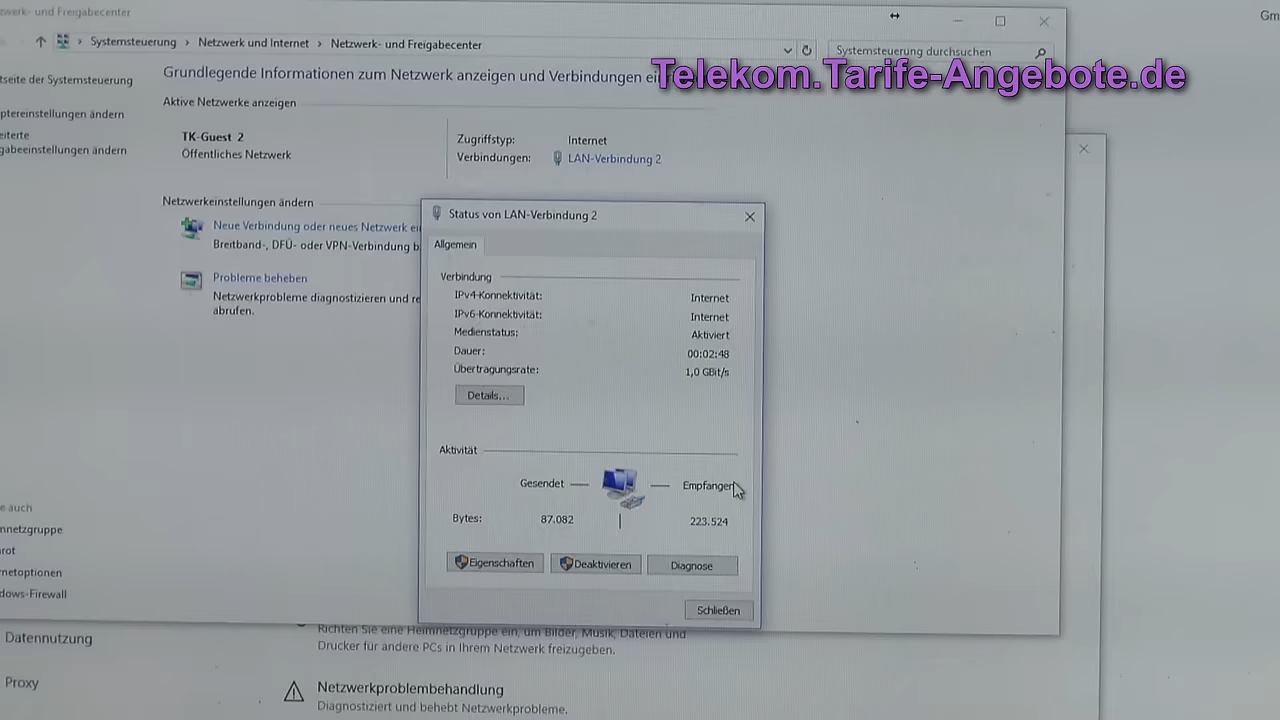 zwerk- und Freigabecenter
Gm
Systemsteuerung › Netzwerk und Internet › Netzwerk- und Freigabecenter
Systemsteuerung durchsuchen
Telekom.Tarife-Angebote.de
tseite der Systemsteuerung
Grundlegende Informationen zum Netzwerk anzeigen und Verbindungen ei
Aktive Netzwerke anzeigen
ptereinstellungen ändern
eiterte
gabeeinstellungen ändern
TK-Guest 2
Öffentliches Netzwerk
Zugriffstyp: Internet
Verbindungen: LAN-Verbindung 2
Netzwerkeinstellungen ändern
Neue Verbindung oder neues Netzwerk ei
Breitband-, DFÜ- oder VPN-Verbindung b
Probleme beheben
Netzwerkprobleme diagnostizieren und re
abrufen.
Status von LAN-Verbindung 2
Allgemein
Verbindung
IPv4-Konnektivität: Internet
IPv6-Konnektivität: Internet
Medienstatus: Aktiviert
Dauer: 00:02:48
Übertragungsrate: 1,0 GBit/s
Details...
Aktivität
Gesendet — — Empfangen
Bytes: 87.082 | 223.524
Eigenschaften Deaktivieren Diagnose
Schließen
e auch
mnetzgruppe
rot
rnetoptionen
dows-Firewall
Datennutzung
Proxy
Richten Sie eine Heimnetzgruppe ein, um Bilder, Musik, Dateien und
Drucker für andere PCs in Ihrem Netzwerk freizugeben.
Netzwerkproblembehandlung
Diagnostiziert und behebt Netzwerkprobleme.